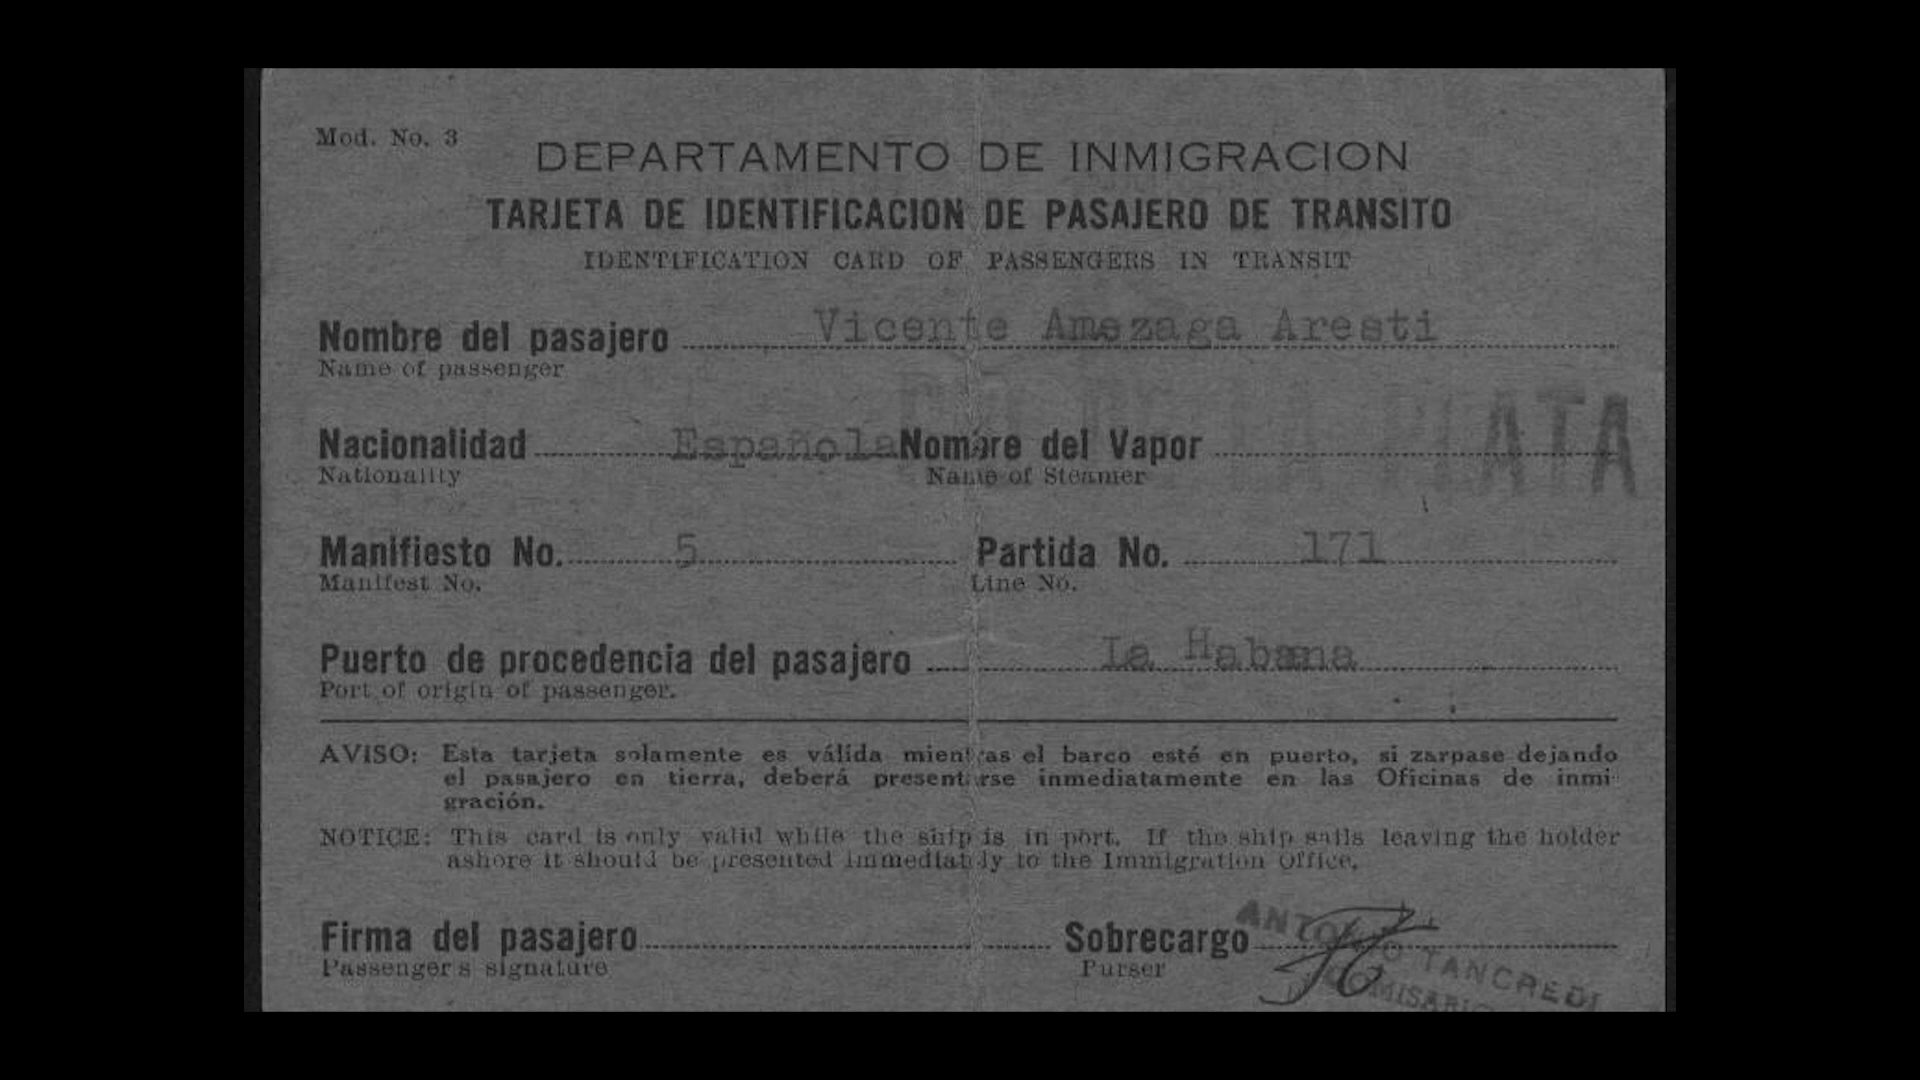 Mod. No. 3
DEPARTAMENTO DE INMIGRACION
TARJETA DE IDENTIFICACION DE PASAJERO DE TRANSITO
IDENTIFICATION CARD OF PASSENGERS IN TRANSIT
Nombre del pasajero Vicente Amezaga Aresti
Name of passenger
Nacionalidad Española Nombre del Vapor LA PLATA
Nationality Name of Steamer
Manifiesto No. 5 Partida No. 171
Manifest No. Line No.
Puerto de procedencia del pasajero La Habana
Port of origin of passenger.
AVISO: Esta tarjeta solamente es válida mientras el barco esté en puerto, si zarpase dejando
el pasajero en tierra, deberá presentarse inmediatamente en las Oficinas de inmi
gración.
NOTICE: This card is only valid while the ship is in port. If the ship sails leaving the holder
ashore it should be presented immediately to the Immigration Office.
Firma del pasajero Sobrecargo
Passenger's signature Purser
ANTONIO TANCREDI
COMISARIO